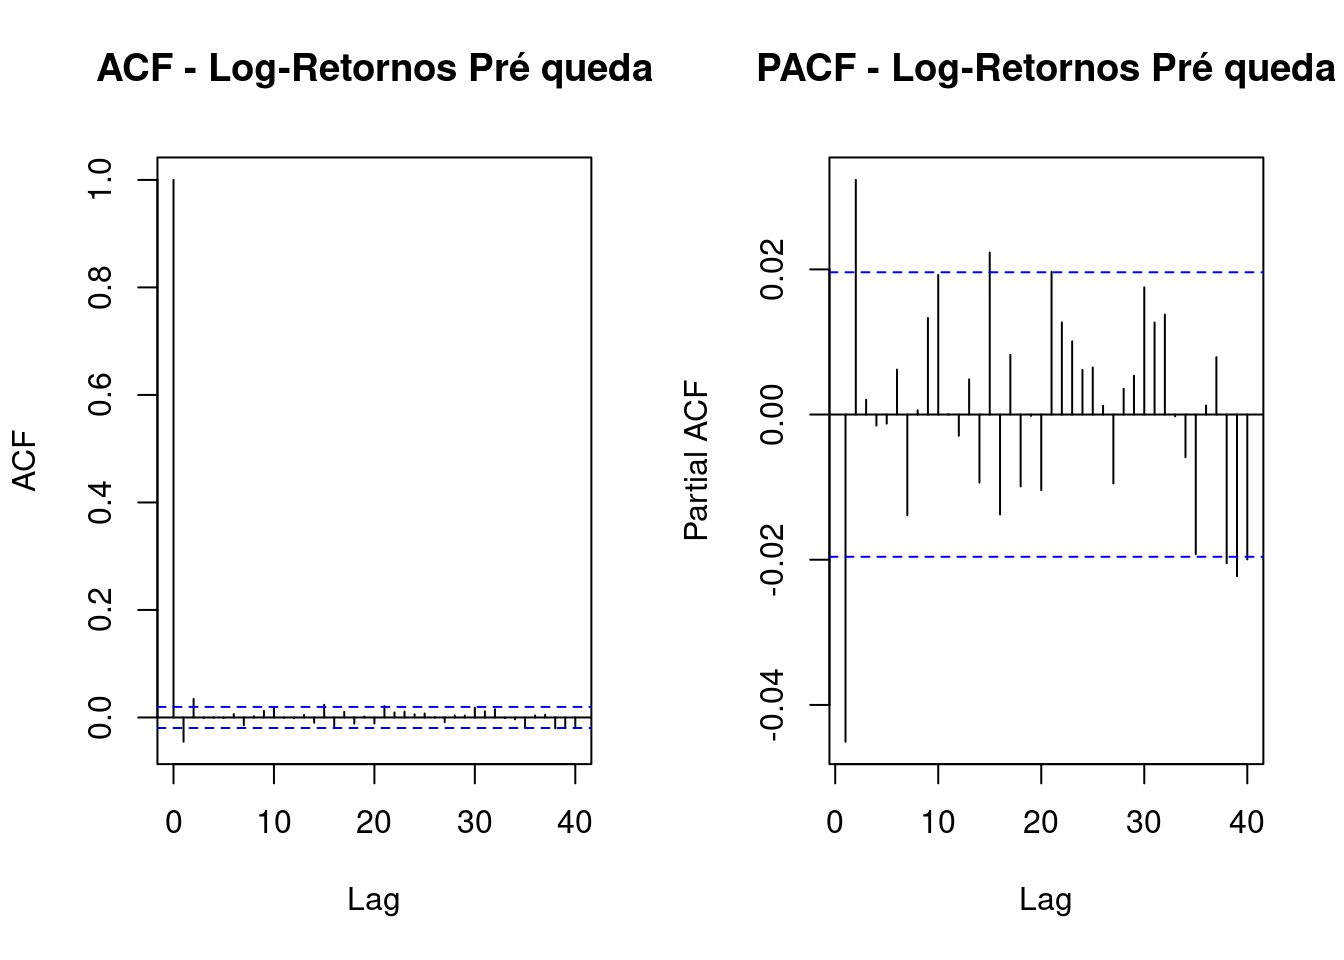 ACF - Log-Retornos Pré queda
ACF
1.0
0.8
0.6
0.4
0.2
0.0
0 10 20 30 40
Lag
PACF - Log-Retornos Pré queda
Partial ACF
0.02
0.00
-0.02
-0.04
0 10 20 30 40
Lag